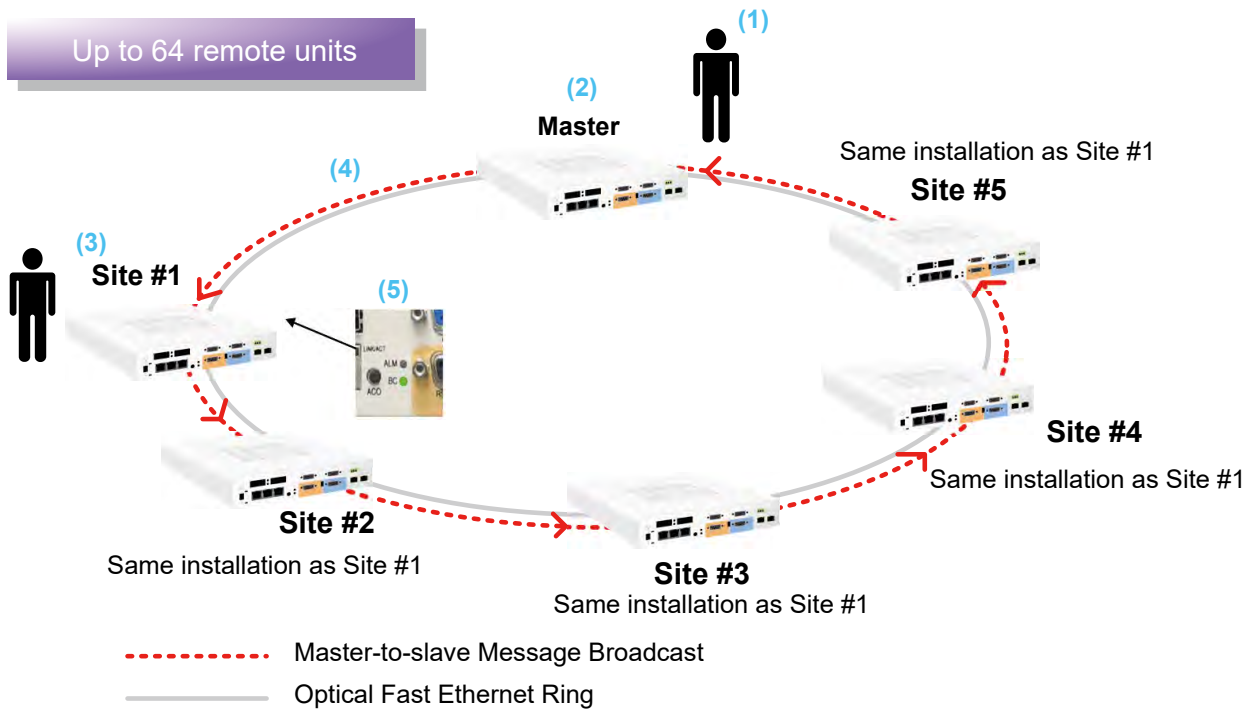 Up to 64 remote units
(1)
(2)
Master
Same installation as Site #1
Site #5
(4)
(3)
Site #1
(5)
LINK/ACT
ALM
BC
ACO
Site #4
Same installation as Site #1
Site #2
Same installation as Site #1
Site #3
Same installation as Site #1
Master-to-slave Message Broadcast
Optical Fast Ethernet Ring